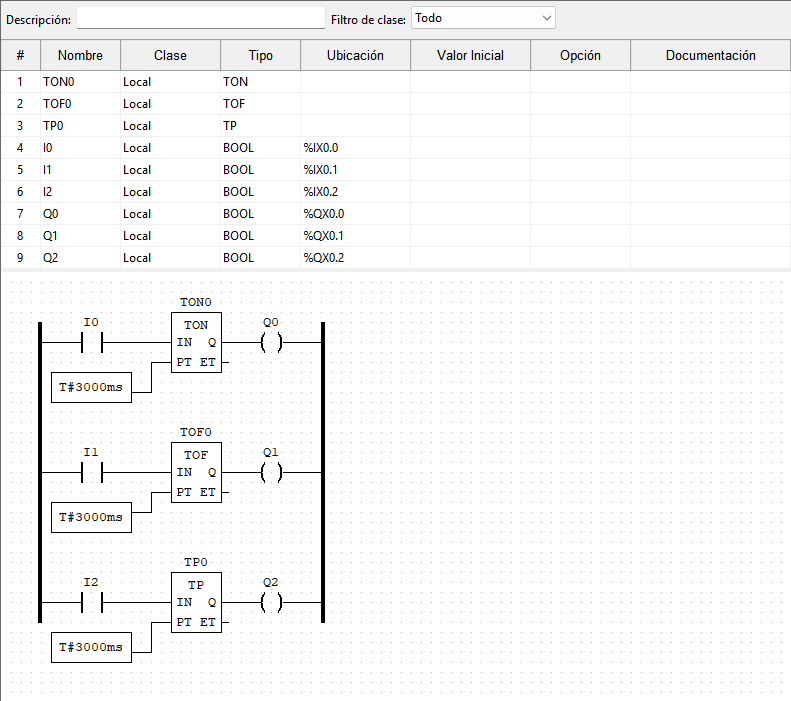 Descripción: Filtro de clase: Todo
# Nombre Clase Tipo Ubicación Valor Inicial Opción Documentación
1 TON0 Local TON
2 TOF0 Local TOF
3 TP0 Local TP
4 I0 Local BOOL %IX0.0
5 I1 Local BOOL %IX0.1
6 I2 Local BOOL %IX0.2
7 Q0 Local BOOL %QX0.0
8 Q1 Local BOOL %QX0.1
9 Q2 Local BOOL %QX0.2
TON0
I0 TON Q0
IN Q
PT ET
T#3000ms
TOF0
I1 TOF Q1
IN Q
PT ET
T#3000ms
TP0
I2 TP Q2
IN Q
PT ET
T#3000ms